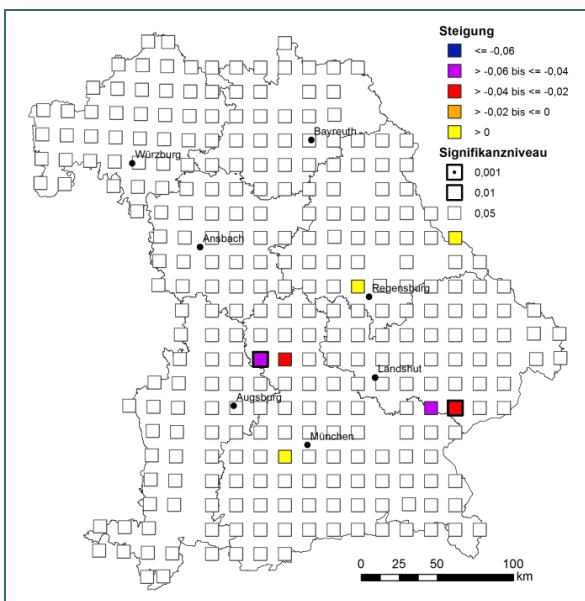 Steigung
<= -0,06
> -0,06 bis <= -0,04
> -0,04 bis <= -0,02
> -0,02 bis <= 0
> 0
Signifikanzniveau
0,001
0,01
0,05
Bayreuth
Würzburg
Ansbach
Regensburg
Landshut
Augsburg
München
0 25 50 100
km